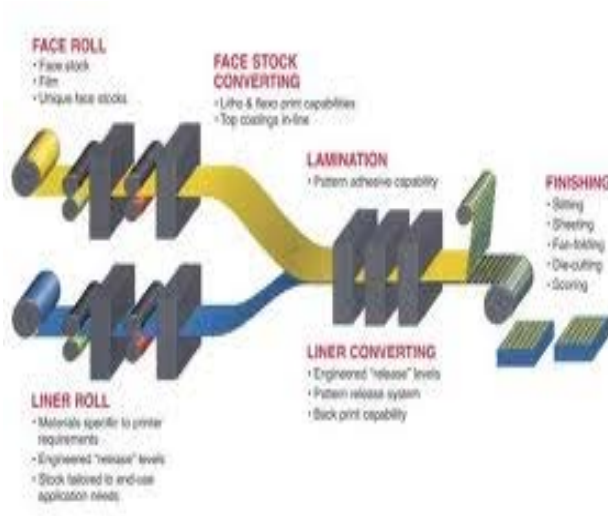 FACE ROLL
• Face stock
• Film
• Unique face stocks
FACE STOCK
CONVERTING
• Litho & flexo print capabilities
• Top coatings in-line
LAMINATION
• Pattern adhesive capability
FINISHING
• Slitting
• Sheeting
• Fan-folding
• Die-cutting
• Scoring
LINER CONVERTING
• Engineered "release" levels
• Pattern release system
• Back print capability
LINER ROLL
• Materials specific to printer
requirements
• Engineered "release" levels
• Stock tailored to end-use
application needs